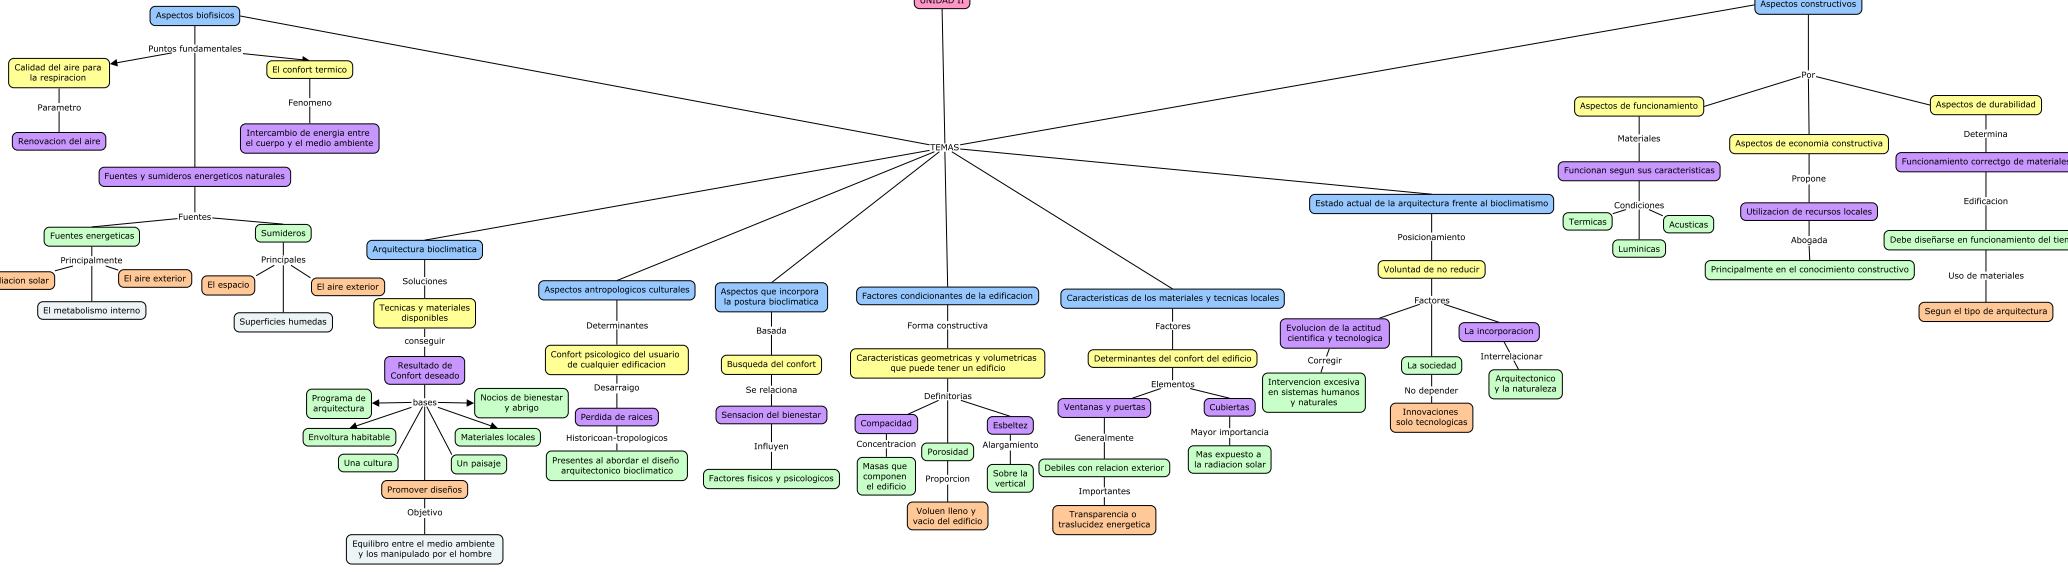 UNIDAD II
Aspectos biofisicos
Aspectos constructivos
Puntos fundamentales
Calidad del aire para
la respiracion
El confort termico
Parametro
Fenomeno
Renovacion del aire
Intercambio de energia entre
el cuerpo y el medio ambiente
Fuentes y sumideros energeticos naturales
Fuentes
Fuentes energeticas
Sumideros
Principalmente
Principales
solar
El aire exterior
El metabolismo interno
El espacio
El aire exterior
Superficies humedas
TEMAS
Arquitectura bioclimatica
Soluciones
Tecnicas y materiales
disponibles
conseguir
Resultado de
Confort deseado
bases
Programa de
arquitectura
Nocios de bienestar
y abrigo
Envoltura habitable
Materiales locales
Una cultura
Un paisaje
Promover diseños
Objetivo
Equilibro entre el medio ambiente
y los manipulado por el hombre
Aspectos antropologicos culturales
Determinantes
Confort psicologico del usuario
de cualquier edificacion
Desarraigo
Perdida de raices
Historicoan-tropologicos
Presentes al abordar el diseño
arquitectonico bioclimatico
Aspectos que incorpora
la postura bioclimatica
Basada
Busqueda del confort
Se relaciona
Sensacion del bienestar
Influyen
Factores fisicos y psicologicos
Factores condicionantes de la edificacion
Forma constructiva
Caracteristicas geometricas y volumetricas
que puede tener un edificio
Definitorias
Compacidad
Esbeltez
Concentracion
Porosidad
Alargamiento
Masas que
componen
el edificio
Proporcion
Sobre la
vertical
Voluen lleno y
vacio del edificio
Caracteristicas de los materiales y tecnicas locales
Factores
Determinantes del confort del edificio
Elementos
Ventanas y puertas
Cubiertas
Generalmente
Mayor importancia
Debiles con relacion exterior
Mas expuesto a
la radiacion solar
Importantes
Transparencia o
traslucidez energetica
Estado actual de la arquitectura frente al bioclimatismo
Posicionamiento
Voluntad de no reducir
Factores
Evolucion de la actitud
cientifica y tecnologica
La incorporacion
Corregir
La sociedad
Interrelacionar
Intervencion excesiva
en sistemas humanos
y naturales
No depender
Arquitectonico
y la naturaleza
Innovaciones
solo tecnologicas
Por
Aspectos de funcionamiento
Materiales
Funcionan segun sus caracteristicas
Condiciones
Termicas
Acusticas
Luminicas
Aspectos de economia constructiva
Propone
Utilizacion de recursos locales
Abogada
Principalmente en el conocimiento constructivo
Aspectos de durabilidad
Determina
Funcionamiento correctgo de materiales
Edificacion
Debe diseñarse en funcionamiento del
Uso de materiales
Segun el tipo de arquitectura